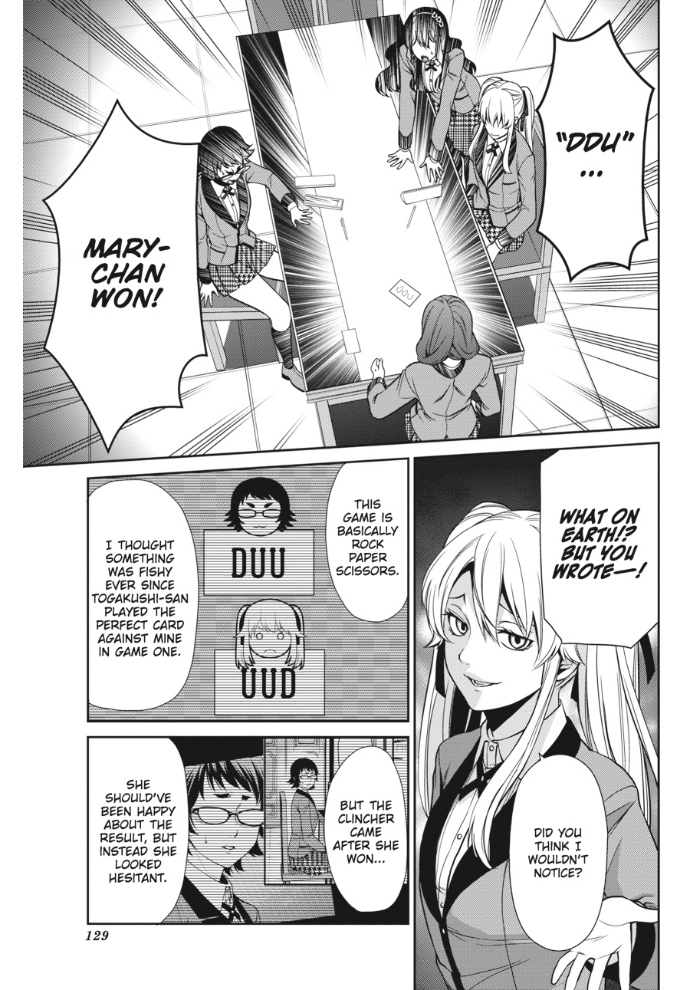 "DDU"
...
MARY-
CHAN
WON!
WHAT ON
EARTH!?
BUT YOU
WROTE—!
DID YOU
THINK I
WOULDN'T
NOTICE?
THIS
GAME IS
BASICALLY
ROCK
PAPER
SCISSORS.
DUU
UUD
I THOUGHT
SOMETHING
WAS FISHY
EVER SINCE
TOGAKUSHI-SAN
PLAYED THE
PERFECT CARD
AGAINST MINE
IN GAME ONE.
BUT THE
CLINCHER
CAME
AFTER SHE
WON...
SHE
SHOULD'VE
BEEN HAPPY
ABOUT THE
RESULT, BUT
INSTEAD SHE
LOOKED
HESITANT.
129